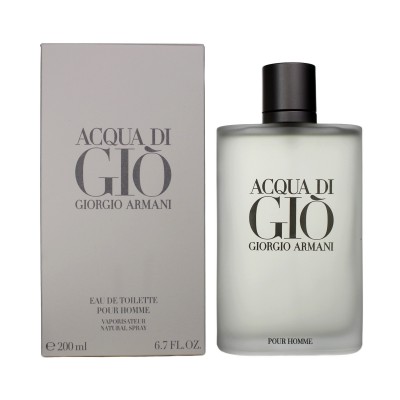 ACQUA DI
GIÒ
GIORGIO ARMANI
EAU DE TOILETTE
POUR HOMME
VAPORISATEUR
NATURAL SPRAY
℮ 200 ml 6.7 FL. OZ.
ACQUA DI
GIÒ
GIORGIO ARMANI
POUR HOMME